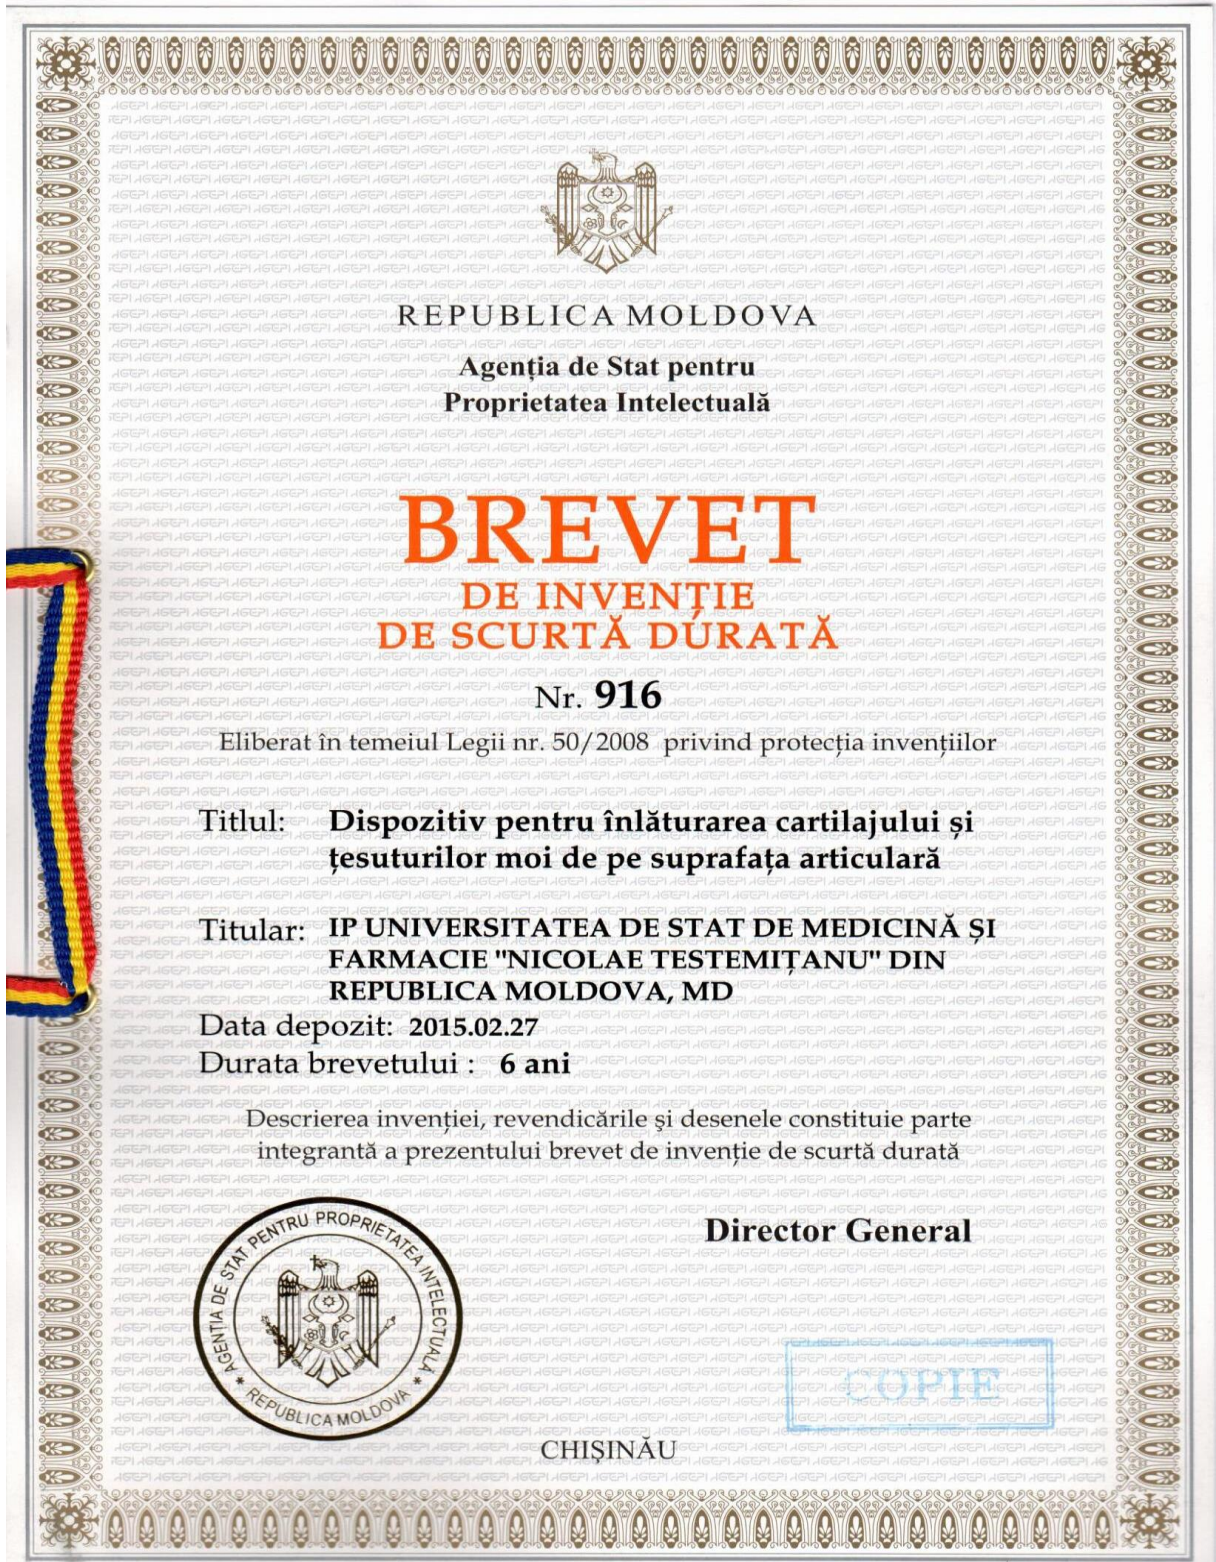 REPUBLICA MOLDOVA
Agenția de Stat pentru
Proprietatea Intelectuală
BREVET
DE INVENȚIE
DE SCURTĂ DURATĂ
Nr. 916
Eliberat în temeiul Legii nr. 50/2008 privind protecția invențiilor
Titlul: Dispozitiv pentru înlăturarea cartilajului și
țesuturilor moi de pe suprafața articulară
Titular: IP UNIVERSITATEA DE STAT DE MEDICINĂ ȘI
FARMACIE "NICOLAE TESTEMIȚANU" DIN
REPUBLICA MOLDOVA, MD
Data depozit: 2015.02.27
Durata brevetului : 6 ani
Descrierea invenției, revendicările și desenele constituie parte
integrantă a prezentului brevet de invenție de scurtă durată
Director General
AGENTIA DE STAT PENTRU PROPRIETATEA INTELECTUALĂ
* REPUBLICA MOLDOVA *
COPIE
CHIȘINĂU